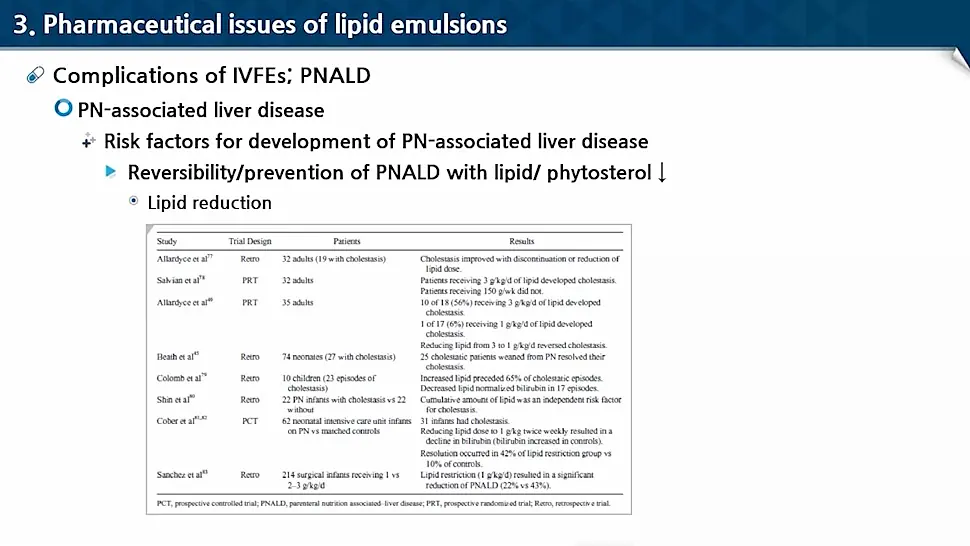 3. Pharmaceutical issues of lipid emulsions
Complications of IVFEs; PNALD
PN-associated liver disease
Risk factors for development of PN-associated liver disease
Reversibility/prevention of PNALD with lipid/ phytosterol↓
Lipid reduction
Study Trial Design Patients Results
Allardyce et al77 Retro 32 adults (19 with cholestasis) Cholestasis improved with discontinuation or reduction of
lipid dose.
Salvian et al78 PRT 32 adults Patients receiving 3 g/kg/d of lipid developed cholestasis.
Patients receiving 150 g/wk did not.
Allardyce et al PRT 35 adults 10 of 18 (56%) receiving 3 g/kg/d of lipid developed
cholestasis.
1 of 17 (6%) receiving 1 g/kg/d of lipid developed
cholestasis.
Reducing lipid from 3 to 1 g/kg/d reversed cholestasis.
Beath et al Retro 74 neonates (27 with cholestasis) 25 cholestatic patients weaned from PN resolved their
cholestasis.
Colomb et al79 Retro 10 children (23 episodes of Increased lipid preceded 65% of cholestatic episodes.
cholestasis) Decreased lipid normalized bilirubin in 17 episodes.
Shin et al80 Retro 22 PN infants with cholestasis vs 22 Cumulative amount of lipid was an independent risk factor
without for cholestasis.
Cober et al81,82 PCT 62 neonatal intensive care unit infants 31 infants had cholestasis.
on PN vs matched controls Reducing lipid dose to 1 g/kg twice weekly resulted in a
decline in bilirubin (bilirubin increased in controls).
Resolution occurred in 42% of lipid restriction group vs
10% of controls.
Sanchez et al83 Retro 214 surgical infants receiving 1 vs Lipid restriction (1 g/kg/d) resulted in a significant
2–3 g/kg/d reduction of PNALD (22% vs 43%).
PCT, prospective controlled trial; PNALD, parenteral nutrition associated–liver disease; PRT, prospective randomized trial; Retro, retrospective trial.